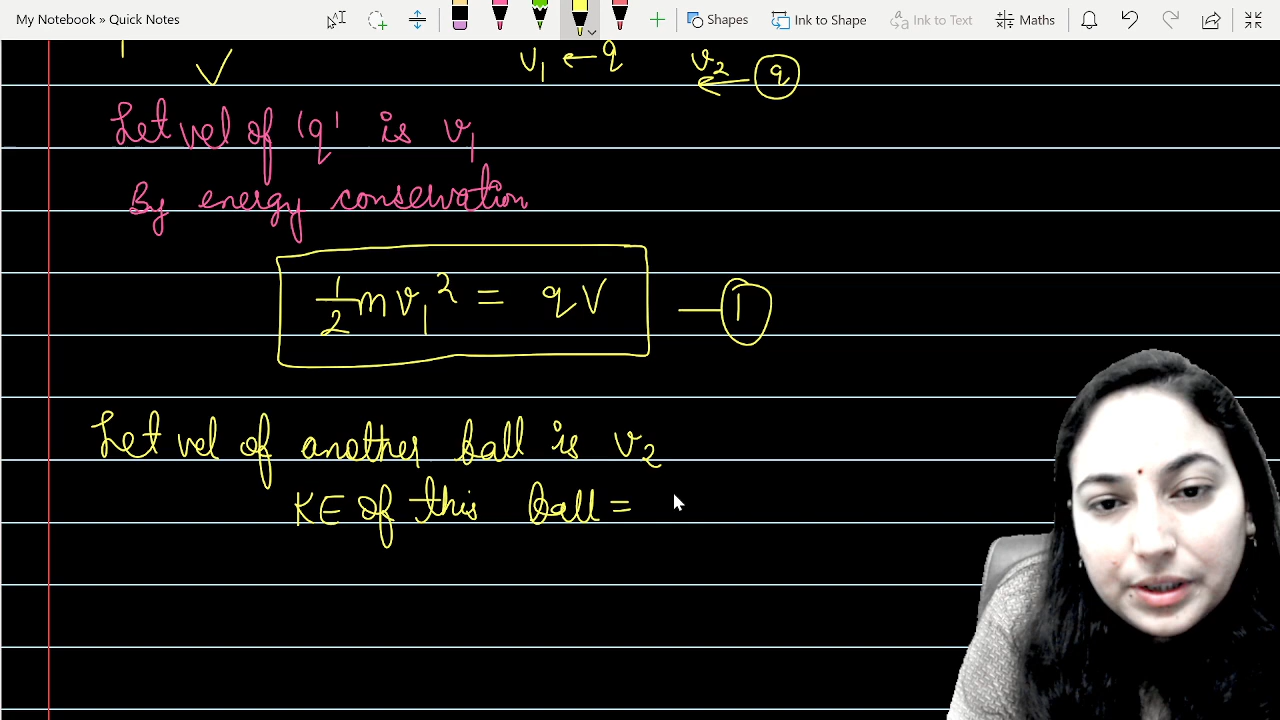 My Notebook » Quick Notes Shapes Ink to Shape Ink to Text Maths
V v₁ ← q v₂ ← q
Let vel of 'q' is v₁
By energy conservation
1/2 mv₁² = qV — 1
Let vel of another ball is v₂
KE of this ball =